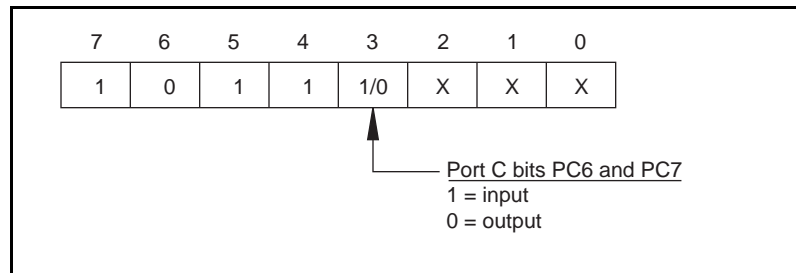 7 6 5 4 3 2 1 0
1 0 1 1 1/0 X X X
Port C bits PC6 and PC7
1 = input
0 = output